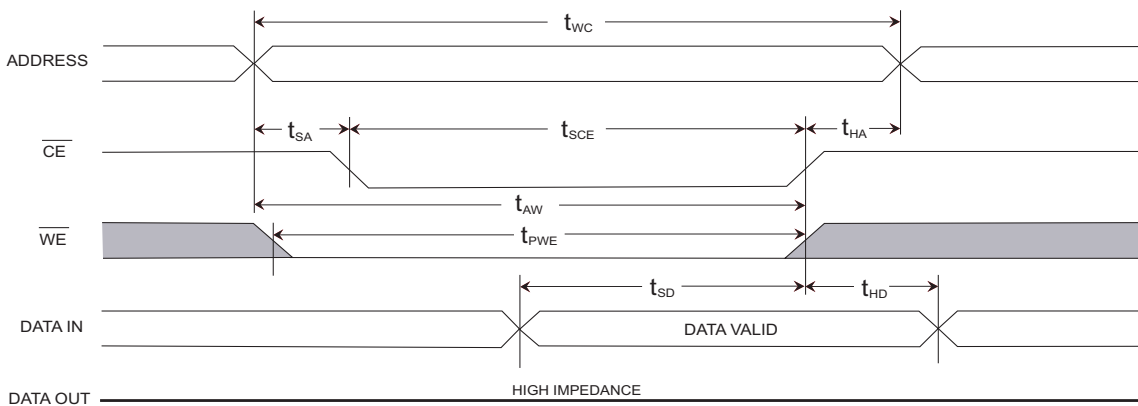 tWC
ADDRESS
tSA tSCE tHA
CE
tAW
WE
tPWE
tSD tHD
DATA IN
DATA VALID
HIGH IMPEDANCE
DATA OUT